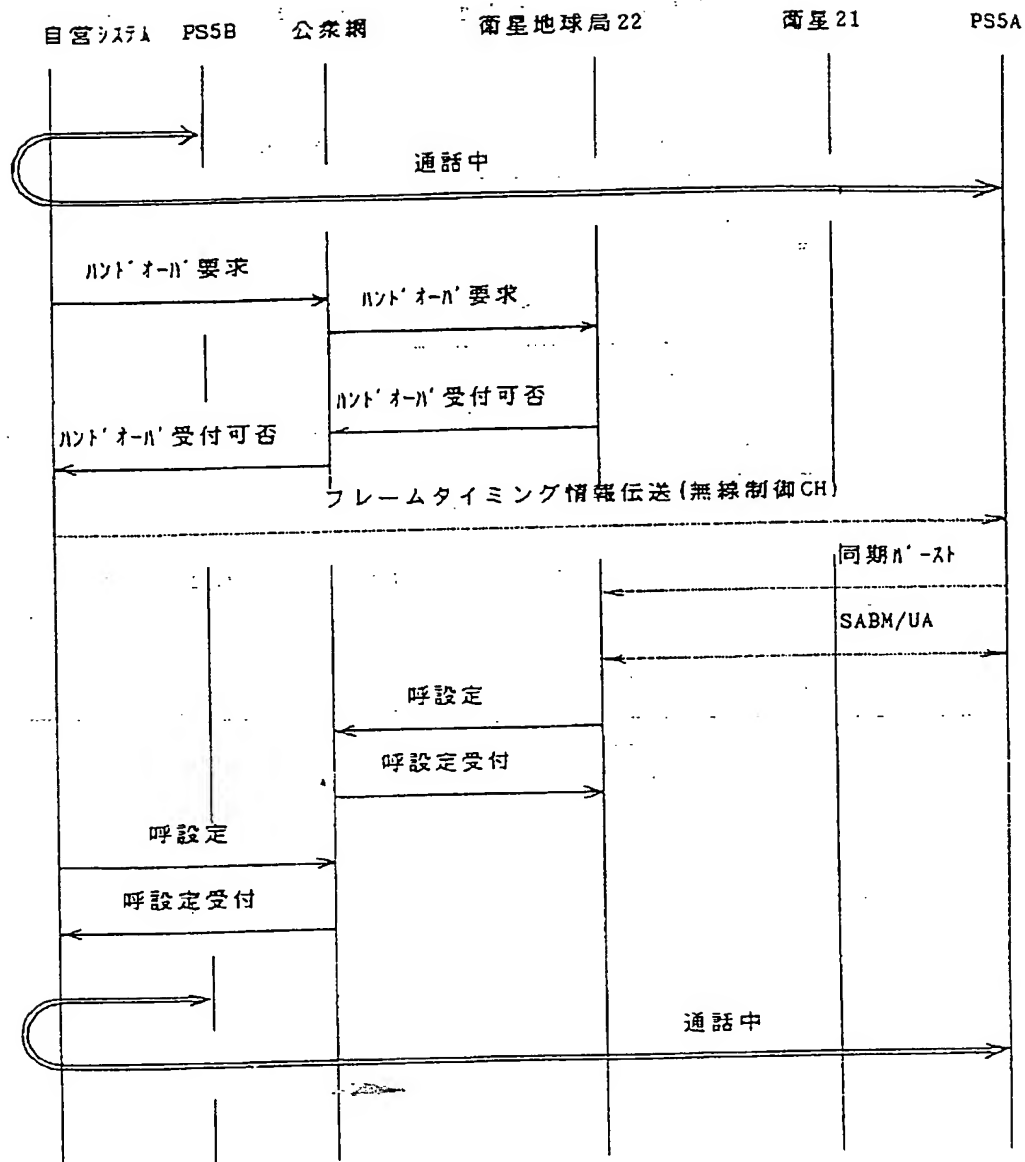 自営システム PS5B 公衆網 衛星地球局22 衛星21 PS5A
通話中
ハンドオーバ要求
ハンドオーバ要求
ハンドオーバ受付可否
ハンドオーバ受付可否
フレームタイミング情報伝送(無線制御CH)
同期バースト
SABM/UA
呼設定
呼設定受付
呼設定
呼設定受付
通話中